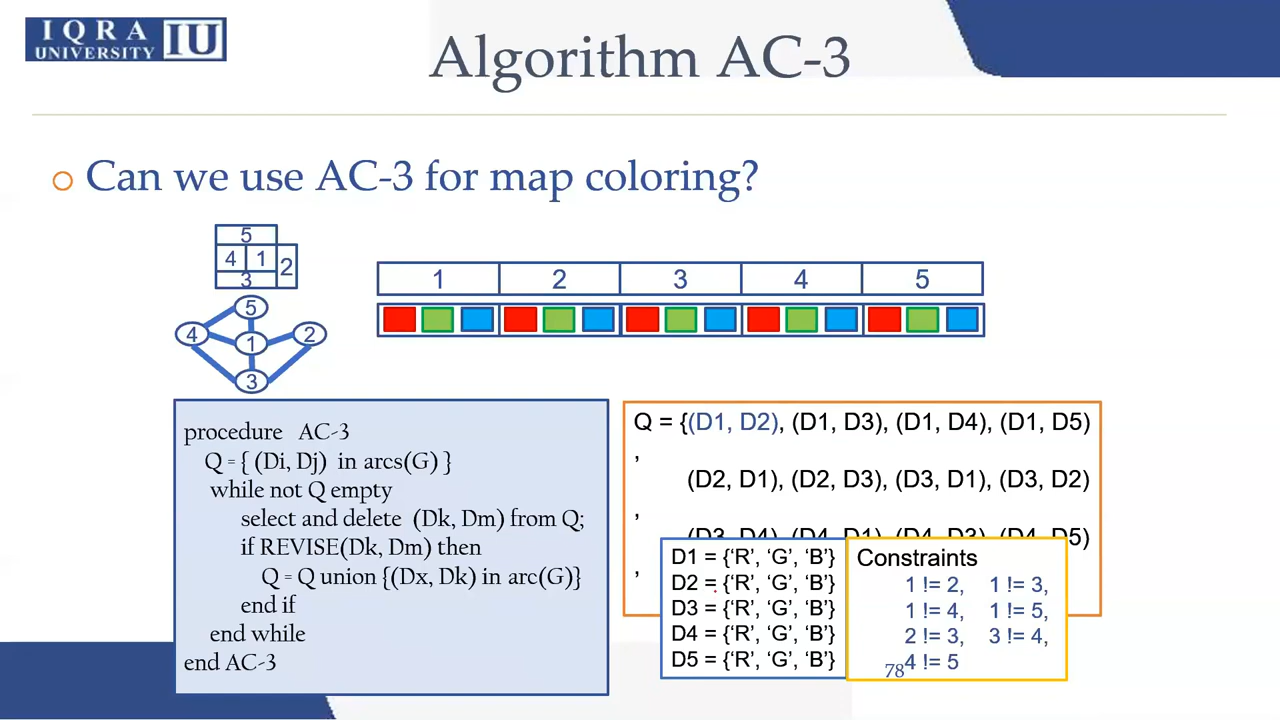 IQRA
UNIVERSITY IU
Algorithm AC-3
Can we use AC-3 for map coloring?
5
4 1 2
3
5
4 1 2
3
1 2 3 4 5
procedure AC-3
Q = { (Di, Dj) in arcs(G) }
while not Q empty
select and delete (Dk, Dm) from Q;
if REVISE(Dk, Dm) then
Q = Q union {(Dx, Dk) in arc(G)}
end if
end while
end AC-3
Q = {(D1, D2), (D1, D3), (D1, D4), (D1, D5)
,
(D2, D1), (D2, D3), (D3, D1), (D3, D2)
,
(D3, D4), (D4, D1), (D4, D3), (D4, D5)
,
D1 = {‘R’, ‘G’, ‘B’}
D2 = {‘R’, ‘G’, ‘B’}
D3 = {‘R’, ‘G’, ‘B’}
D4 = {‘R’, ‘G’, ‘B’}
D5 = {‘R’, ‘G’, ‘B’}
Constraints
1 != 2, 1 != 3,
1 != 4, 1 != 5,
2 != 3, 3 != 4,
4 != 5
78